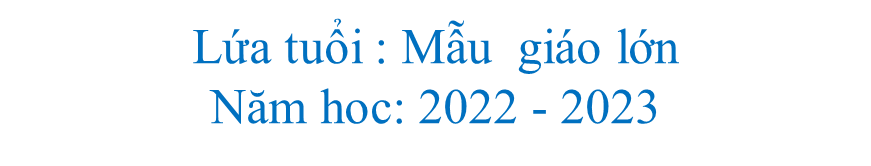 Lứa tuổi : Mẫu  giáo lớn
Năm hoc: 2022 - 2023